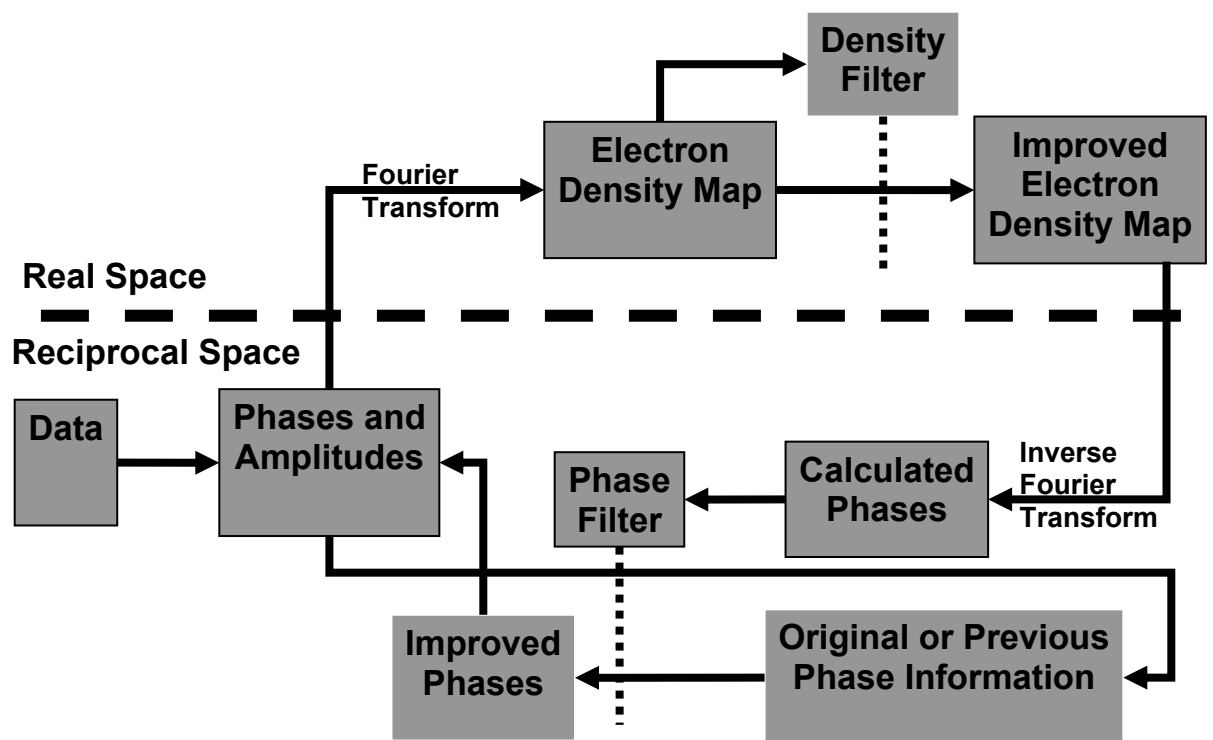 Density
Filter
Electron
Density Map
Improved
Electron
Density Map
Fourier
Transform
Real Space
Reciprocal Space
Data
Phases and
Amplitudes
Phase
Filter
Calculated
Phases
Inverse
Fourier
Transform
Improved
Phases
Original or Previous
Phase Information